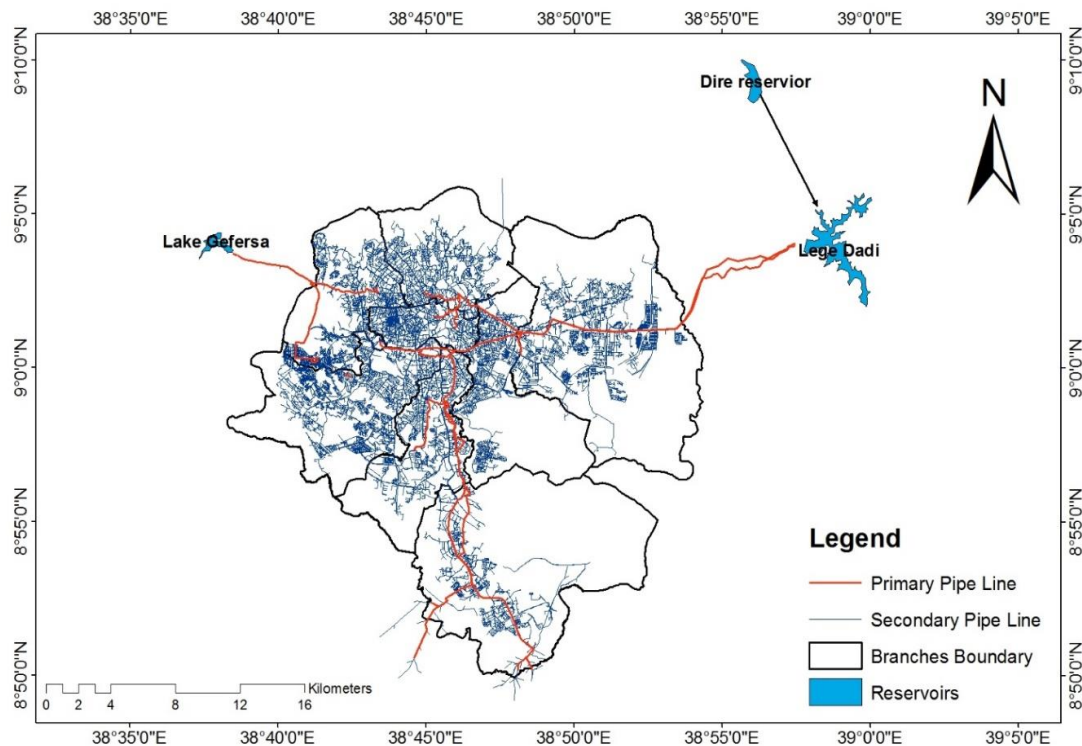 38°35'0"E 38°40'0"E 38°45'0"E 38°50'0"E 38°55'0"E 39°0'0"E 39°5'0"E
9°10'0"N
9°10'0"N
Dire reservior
N
9°5'0"N
9°5'0"N
Lake Gefersa
Lege Dadi
9°0'0"N
9°0'0"N
8°55'0"N
8°55'0"N
Legend
Primary Pipe Line
Secondary Pipe Line
Branches Boundary
Reservoirs
8°50'0"N
8°50'0"N
Kilometers
0 2 4 8 12 16
38°35'0"E 38°40'0"E 38°45'0"E 38°50'0"E 38°55'0"E 39°0'0"E 39°5'0"E